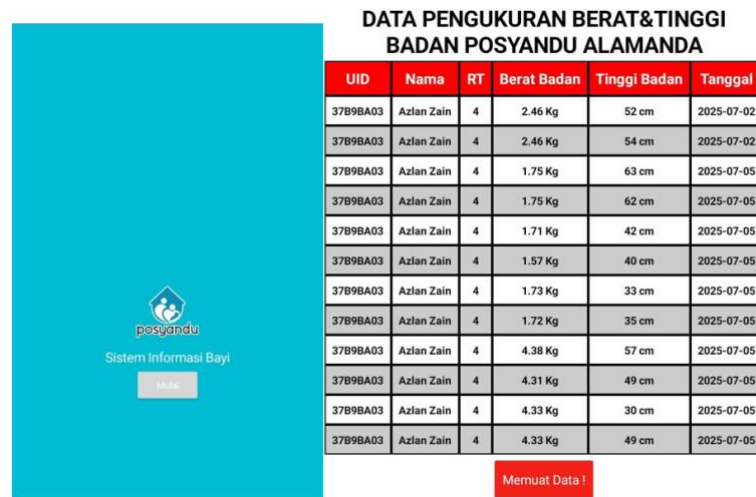 posyandu
Sistem Informasi Bayi
Mulai
DATA PENGUKURAN BERAT&TINGGI
BADAN POSYANDU ALAMANDA
UID Nama RT Berat Badan Tinggi Badan Tanggal
37B9BA03 Azlan Zain 4 2.46 Kg 52 cm 2025-07-02
37B9BA03 Azlan Zain 4 2.46 Kg 54 cm 2025-07-02
37B9BA03 Azlan Zain 4 1.75 Kg 63 cm 2025-07-05
37B9BA03 Azlan Zain 4 1.75 Kg 62 cm 2025-07-05
37B9BA03 Azlan Zain 4 1.71 Kg 42 cm 2025-07-05
37B9BA03 Azlan Zain 4 1.57 Kg 40 cm 2025-07-05
37B9BA03 Azlan Zain 4 1.73 Kg 33 cm 2025-07-05
37B9BA03 Azlan Zain 4 1.72 Kg 35 cm 2025-07-05
37B9BA03 Azlan Zain 4 4.38 Kg 57 cm 2025-07-05
37B9BA03 Azlan Zain 4 4.31 Kg 49 cm 2025-07-05
37B9BA03 Azlan Zain 4 4.33 Kg 30 cm 2025-07-05
37B9BA03 Azlan Zain 4 4.33 Kg 49 cm 2025-07-05
Memuat Data !